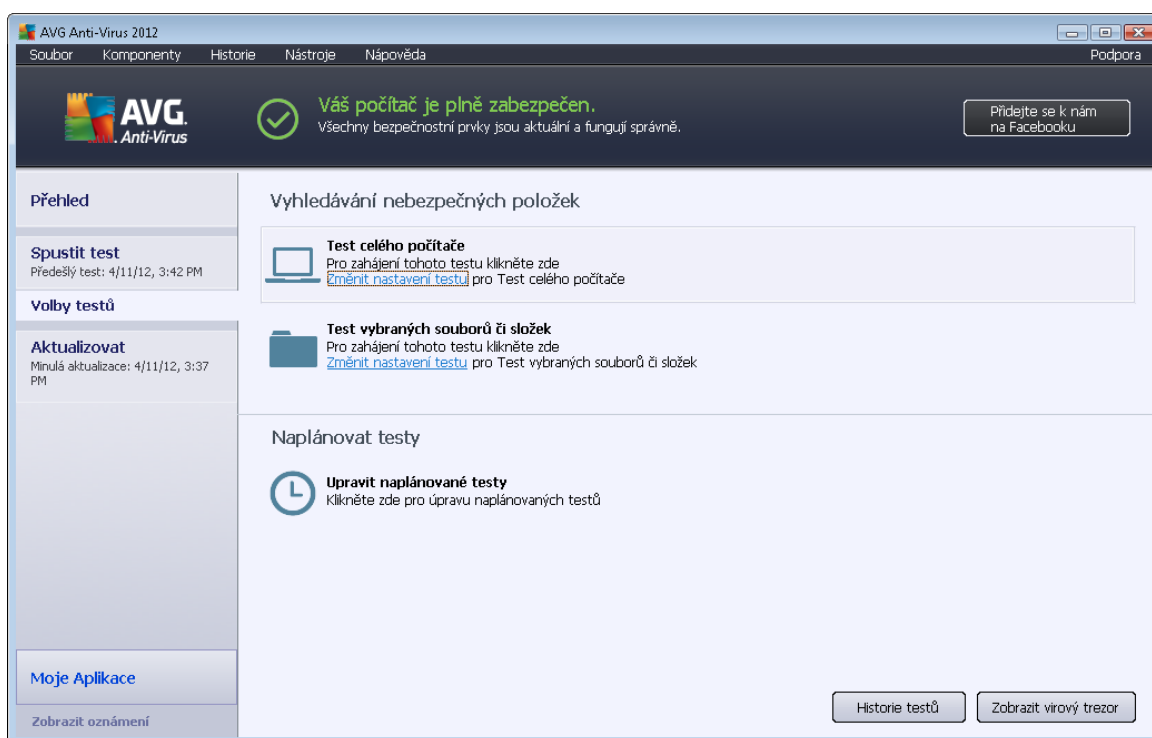 AVG Anti-Virus 2012
Soubor Komponenty Historie Nástroje Nápověda Podpora
AVG.
Anti-Virus
Váš počítač je plně zabezpečen.
Všechny bezpečnostní prvky jsou aktuální a fungují správně.
Přidejte se k nám
na Facebooku
Přehled
Spustit test
Předešlý test: 4/11/12, 3:42 PM
Volby testů
Aktualizovat
Minulá aktualizace: 4/11/12, 3:37
PM
Moje Aplikace
Zobrazit oznámení
Vyhledávání nebezpečných položek
Test celého počítače
Pro zahájení tohoto testu klikněte zde
Změnit nastavení testu pro Test celého počítače
Test vybraných souborů či složek
Pro zahájení tohoto testu klikněte zde
Změnit nastavení testu pro Test vybraných souborů či složek
Naplánovat testy
Upravit naplánované testy
Klikněte zde pro úpravu naplánovaných testů
Historie testů
Zobrazit virový trezor